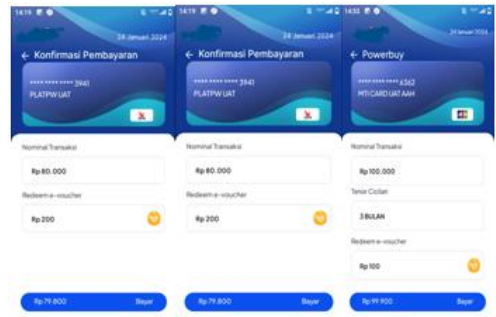 14:19
24 Januari 2024
← Konfirmasi Pembayaran
**** **** **** 3941
PLATPW UAT
Nominal Transaksi
Rp 80.000
Redeem e-voucher
Rp 200
Rp 79.800 Bayar
14:19
24 Januari 2024
← Konfirmasi Pembayaran
**** **** **** 3941
PLATPW UAT
Nominal Transaksi
Rp 80.000
Redeem e-voucher
Rp 200
Rp 79.800 Bayar
24 Januari 2024
← Powerbuy
**** **** **** 6362
MTI CARD UAT AAH
JCB
Nominal Transaksi
Rp 100.000
Tenor Cicilan
3 BULAN
Redeem e-voucher
Rp 100
Rp 99.900 Bayar